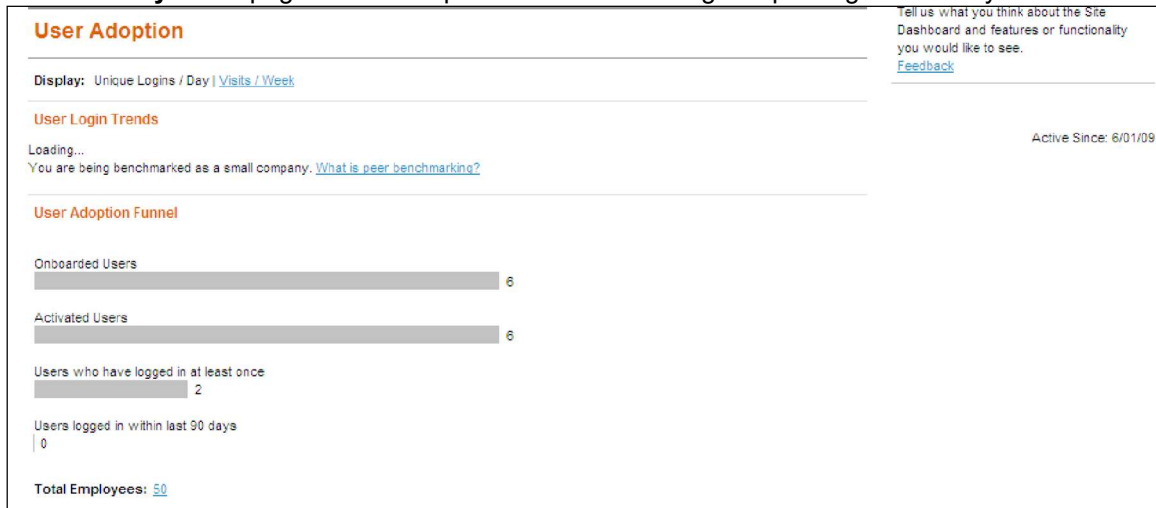 User Adoption
Display: Unique Logins / Day | Visits / Week
User Login Trends
Loading...
You are being benchmarked as a small company. What is peer benchmarking?
User Adoption Funnel
Onboarded Users
6
Activated Users
6
Users who have logged in at least once
2
Users logged in within last 90 days
0
Total Employees: 50
Tell us what you think about the Site
Dashboard and features or functionality
you would like to see.
Feedback
Active Since: 6/01/09